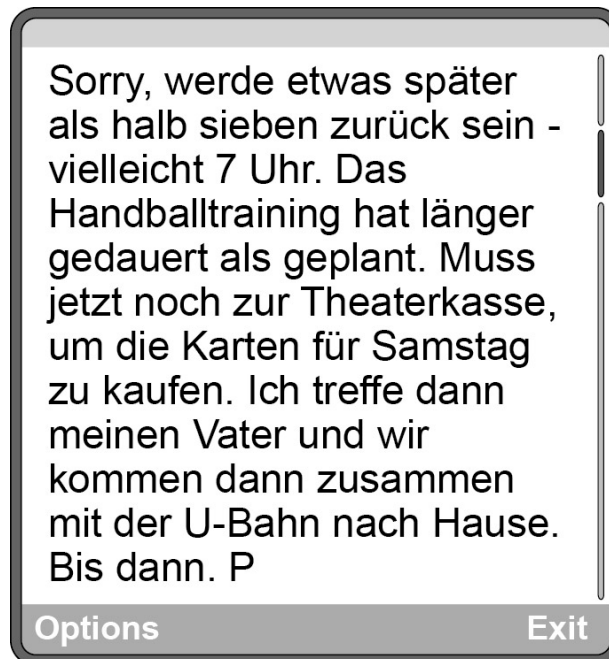 Sorry, werde etwas später
als halb sieben zurück sein -
vielleicht 7 Uhr. Das
Handballtraining hat länger
gedauert als geplant. Muss
jetzt noch zur Theaterkasse,
um die Karten für Samstag
zu kaufen. Ich treffe dann
meinen Vater und wir
kommen dann zusammen
mit der U-Bahn nach Hause.
Bis dann. P
Options Exit